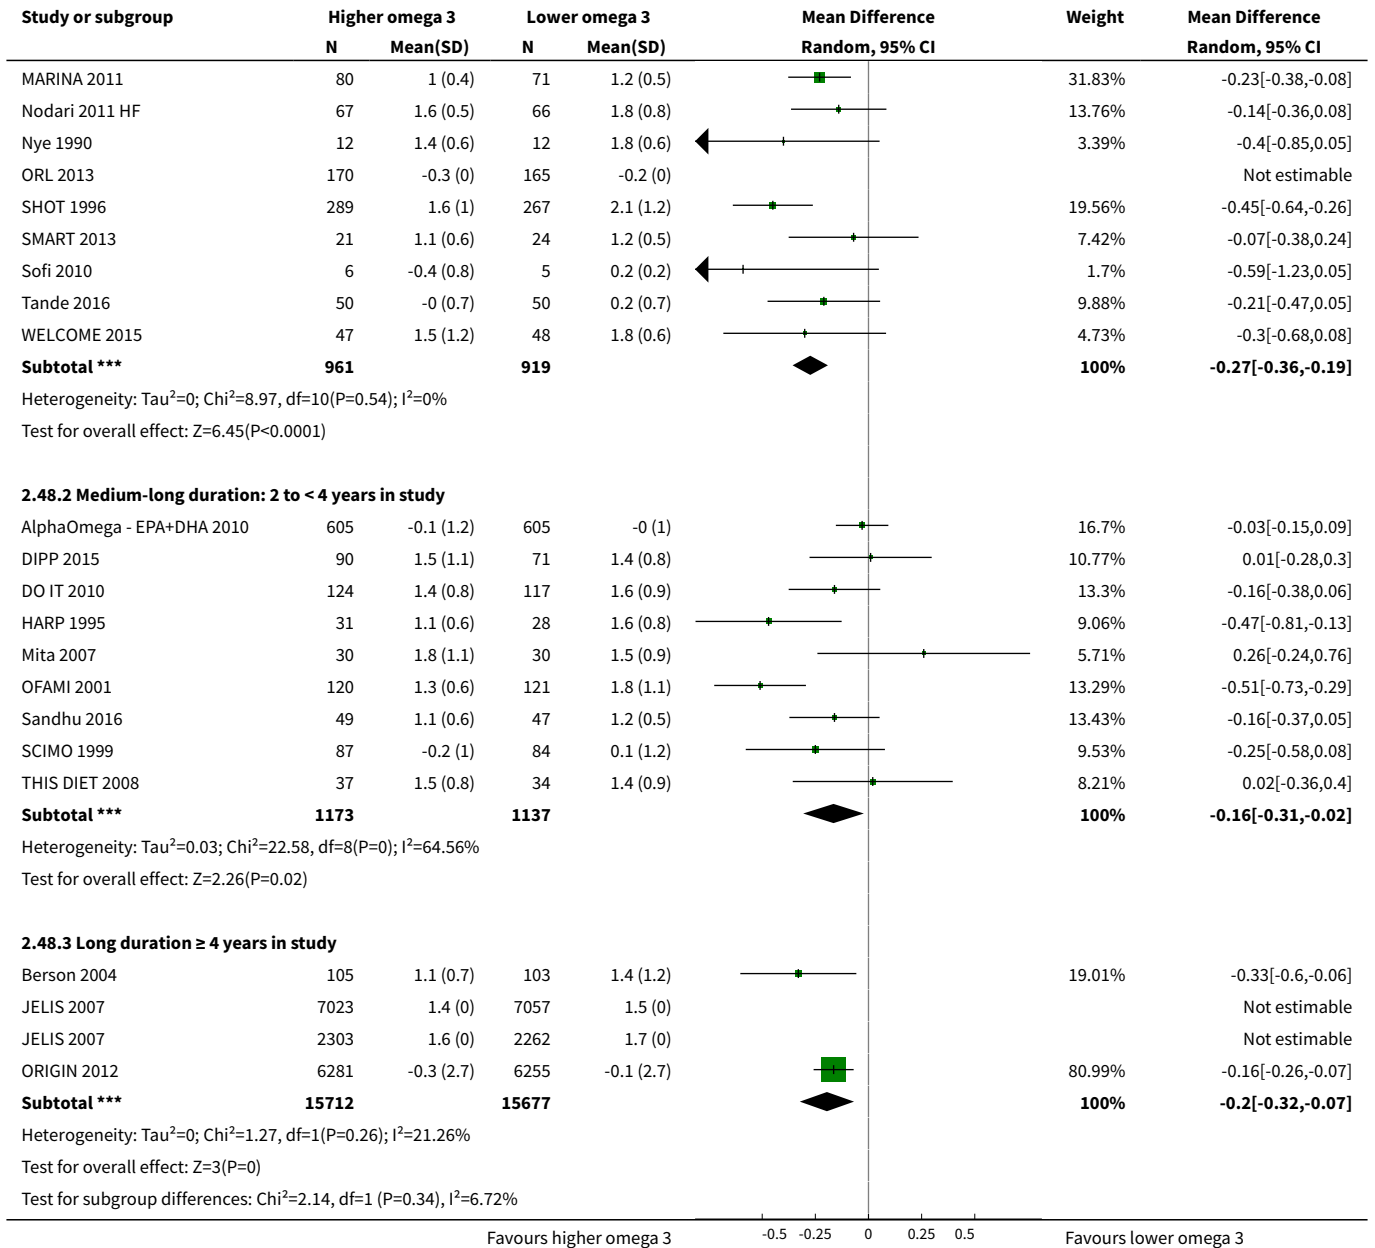 Study or subgroup Higher omega 3 Lower omega 3 Mean Difference Weight Mean Difference
N Mean(SD) N Mean(SD) Random, 95% CI Random, 95% CI
MARINA 2011 80 1 (0.4) 71 1.2 (0.5) 31.83% -0.23[-0.38,-0.08]
Nodari 2011 HF 67 1.6 (0.5) 66 1.8 (0.8) 13.76% -0.14[-0.36,0.08]
Nye 1990 12 1.4 (0.6) 12 1.8 (0.6) 3.39% -0.4[-0.85,0.05]
ORL 2013 170 -0.3 (0) 165 -0.2 (0) Not estimable
SHOT 1996 289 1.6 (1) 267 2.1 (1.2) 19.56% -0.45[-0.64,-0.26]
SMART 2013 21 1.1 (0.6) 24 1.2 (0.5) 7.42% -0.07[-0.38,0.24]
Sofi 2010 6 -0.4 (0.8) 5 0.2 (0.2) 1.7% -0.59[-1.23,0.05]
Tande 2016 50 -0 (0.7) 50 0.2 (0.7) 9.88% -0.21[-0.47,0.05]
WELCOME 2015 47 1.5 (1.2) 48 1.8 (0.6) 4.73% -0.3[-0.68,0.08]
Subtotal *** 961 919 100% -0.27[-0.36,-0.19]
Heterogeneity: Tau²=0; Chi²=8.97, df=10(P=0.54); I²=0%
Test for overall effect: Z=6.45(P<0.0001)
2.48.2 Medium-long duration: 2 to < 4 years in study
AlphaOmega - EPA+DHA 2010 605 -0.1 (1.2) 605 -0 (1) 16.7% -0.03[-0.15,0.09]
DIPP 2015 90 1.5 (1.1) 71 1.4 (0.8) 10.77% 0.01[-0.28,0.3]
DO IT 2010 124 1.4 (0.8) 117 1.6 (0.9) 13.3% -0.16[-0.38,0.06]
HARP 1995 31 1.1 (0.6) 28 1.6 (0.8) 9.06% -0.47[-0.81,-0.13]
Mita 2007 30 1.8 (1.1) 30 1.5 (0.9) 5.71% 0.26[-0.24,0.76]
OFAMI 2001 120 1.3 (0.6) 121 1.8 (1.1) 13.29% -0.51[-0.73,-0.29]
Sandhu 2016 49 1.1 (0.6) 47 1.2 (0.5) 13.43% -0.16[-0.37,0.05]
SCIMO 1999 87 -0.2 (1) 84 0.1 (1.2) 9.53% -0.25[-0.58,0.08]
THIS DIET 2008 37 1.5 (0.8) 34 1.4 (0.9) 8.21% 0.02[-0.36,0.4]
Subtotal *** 1173 1137 100% -0.16[-0.31,-0.02]
Heterogeneity: Tau²=0.03; Chi²=22.58, df=8(P=0); I²=64.56%
Test for overall effect: Z=2.26(P=0.02)
2.48.3 Long duration ≥ 4 years in study
Berson 2004 105 1.1 (0.7) 103 1.4 (1.2) 19.01% -0.33[-0.6,-0.06]
JELIS 2007 7023 1.4 (0) 7057 1.5 (0) Not estimable
JELIS 2007 2303 1.6 (0) 2262 1.7 (0) Not estimable
ORIGIN 2012 6281 -0.3 (2.7) 6255 -0.1 (2.7) 80.99% -0.16[-0.26,-0.07]
Subtotal *** 15712 15677 100% -0.2[-0.32,-0.07]
Heterogeneity: Tau²=0; Chi²=1.27, df=1(P=0.26); I²=21.26%
Test for overall effect: Z=3(P=0)
Test for subgroup differences: Chi²=2.14, df=1 (P=0.34), I²=6.72%
Favours higher omega 3 -0.5 -0.25 0 0.25 0.5 Favours lower omega 3